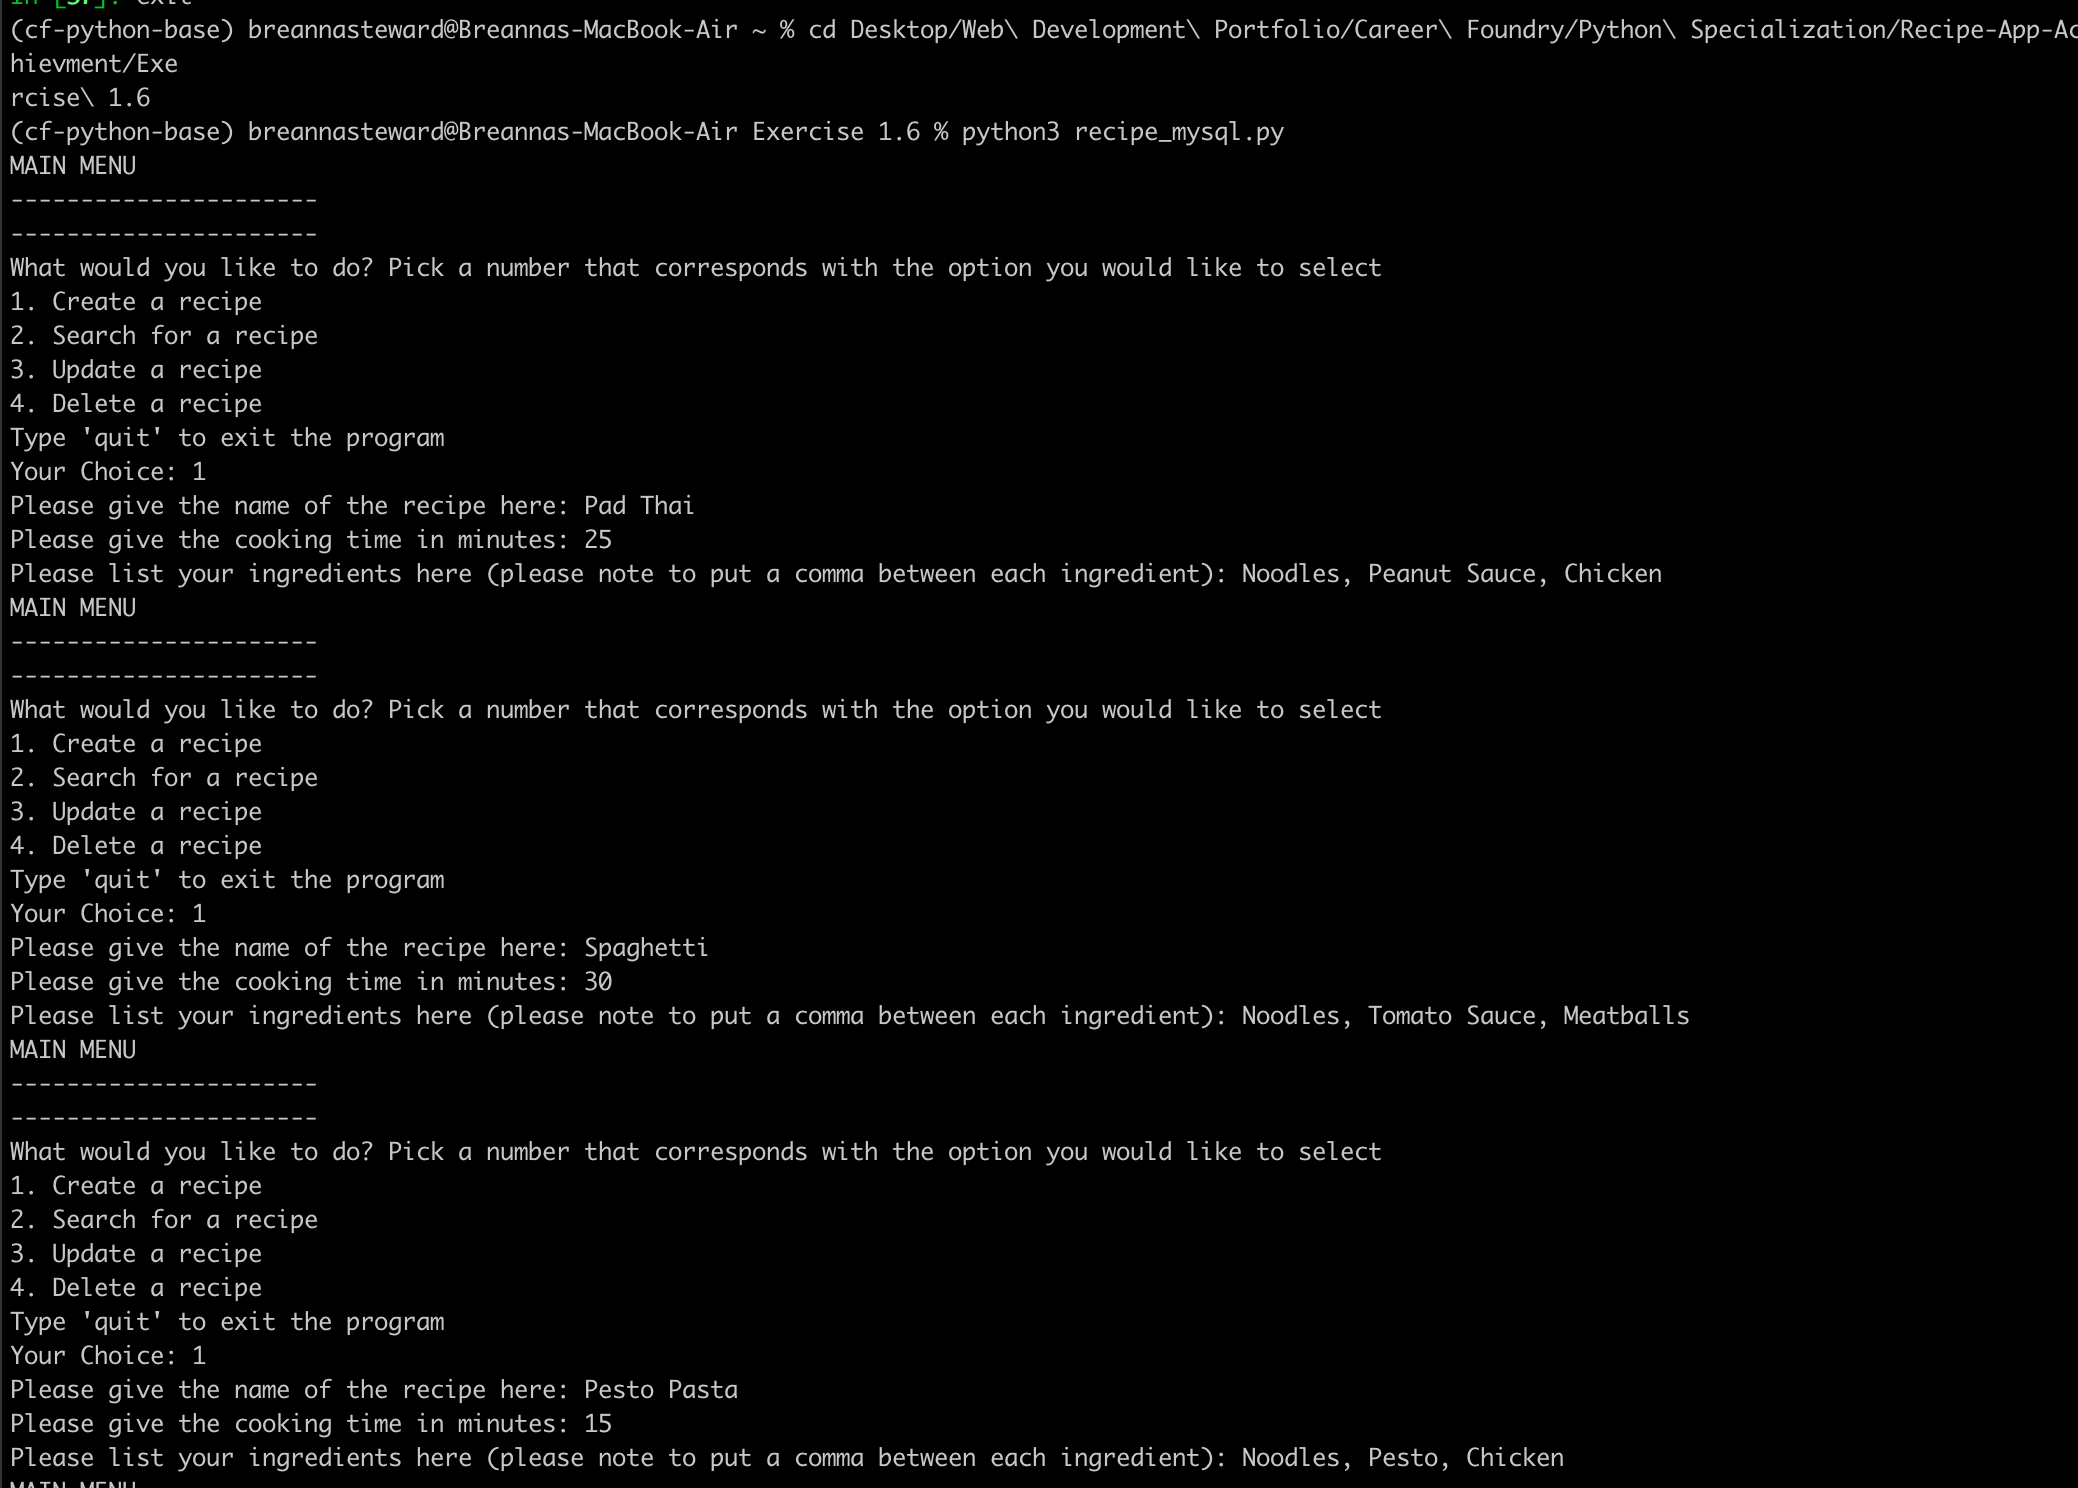 In [3]: exit
(cf-python-base) breannasteward@Breannas-MacBook-Air ~ % cd Desktop/Web\ Development\ Portfolio/Career\ Foundry/Python\ Specialization/Recipe-App-Ac
hievment/Exe
rcise\ 1.6
(cf-python-base) breannasteward@Breannas-MacBook-Air Exercise 1.6 % python3 recipe_mysql.py
MAIN MENU
----------------------
----------------------
What would you like to do? Pick a number that corresponds with the option you would like to select
1. Create a recipe
2. Search for a recipe
3. Update a recipe
4. Delete a recipe
Type 'quit' to exit the program
Your Choice: 1
Please give the name of the recipe here: Pad Thai
Please give the cooking time in minutes: 25
Please list your ingredients here (please note to put a comma between each ingredient): Noodles, Peanut Sauce, Chicken
MAIN MENU
----------------------
----------------------
What would you like to do? Pick a number that corresponds with the option you would like to select
1. Create a recipe
2. Search for a recipe
3. Update a recipe
4. Delete a recipe
Type 'quit' to exit the program
Your Choice: 1
Please give the name of the recipe here: Spaghetti
Please give the cooking time in minutes: 30
Please list your ingredients here (please note to put a comma between each ingredient): Noodles, Tomato Sauce, Meatballs
MAIN MENU
----------------------
----------------------
What would you like to do? Pick a number that corresponds with the option you would like to select
1. Create a recipe
2. Search for a recipe
3. Update a recipe
4. Delete a recipe
Type 'quit' to exit the program
Your Choice: 1
Please give the name of the recipe here: Pesto Pasta
Please give the cooking time in minutes: 15
Please list your ingredients here (please note to put a comma between each ingredient): Noodles, Pesto, Chicken
MAIN MENU